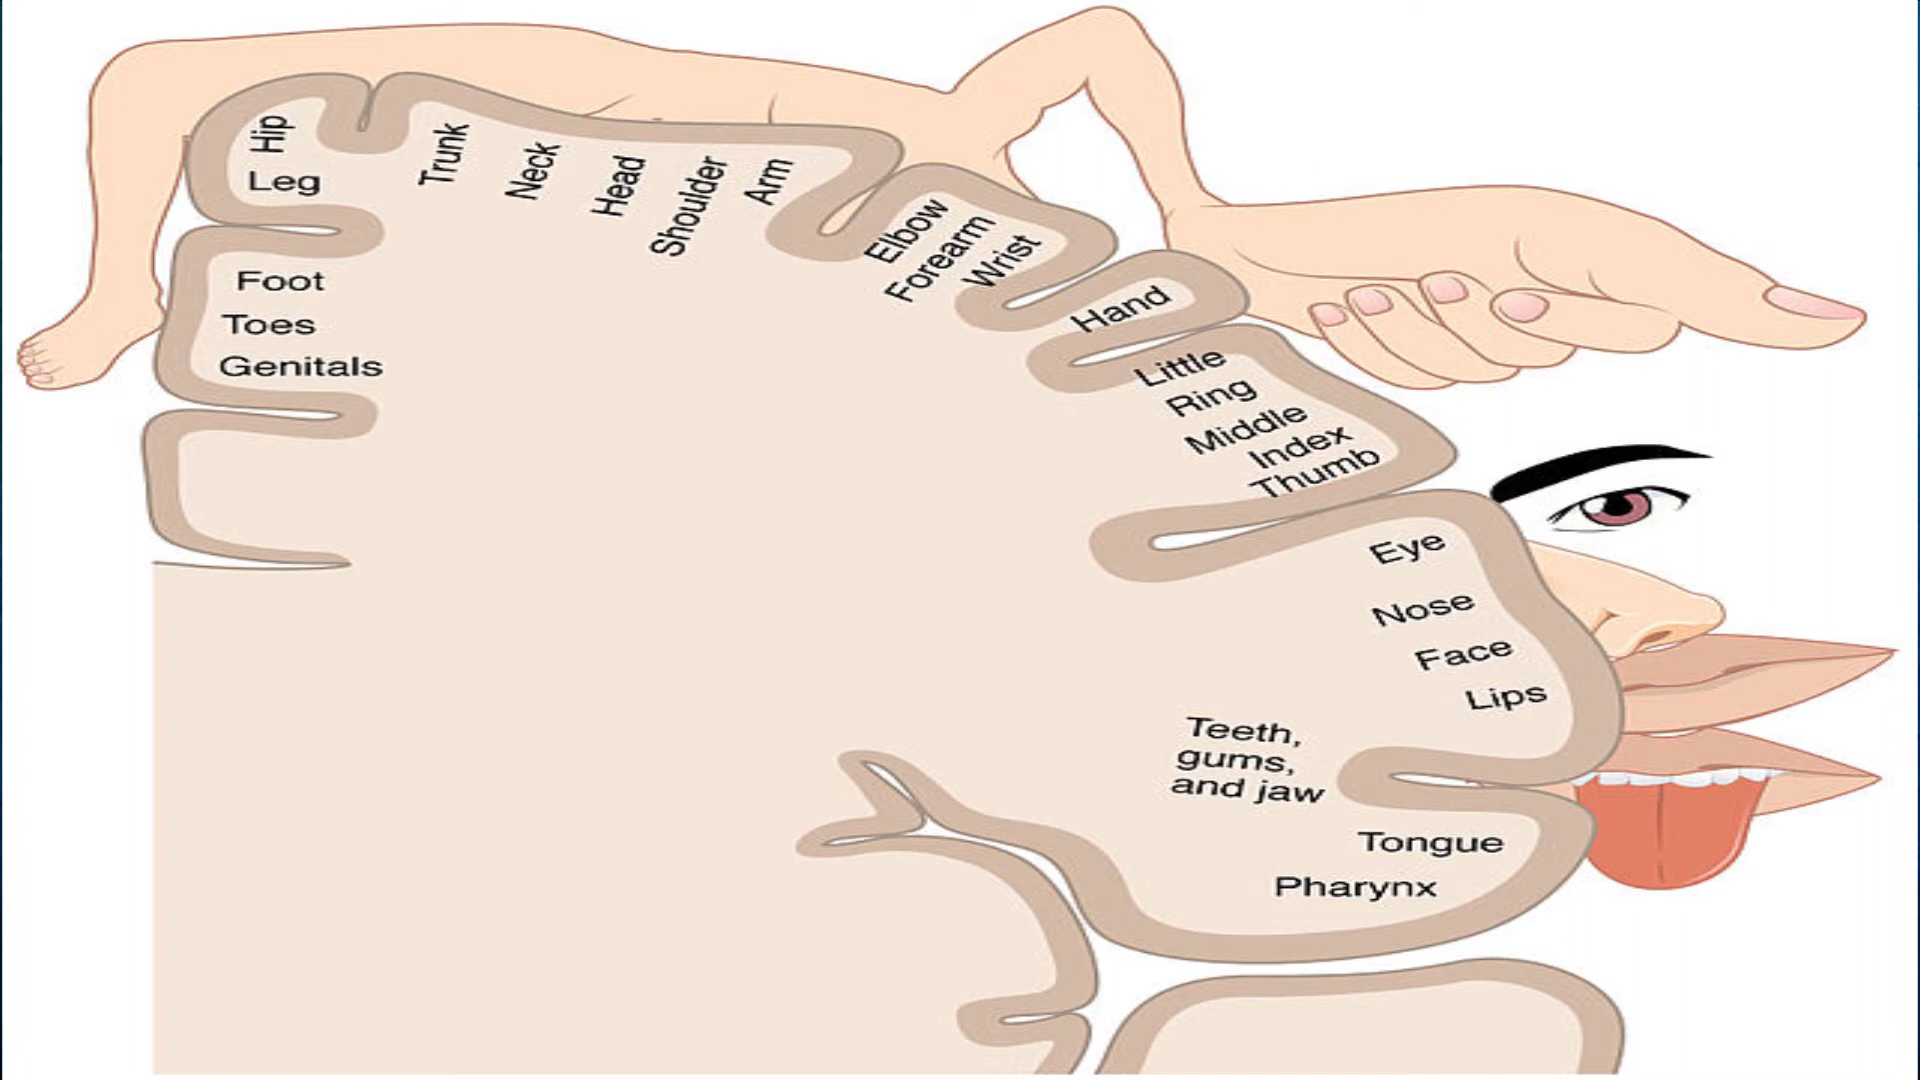 Hip
Leg
Foot
Toes
Genitals
Trunk
Neck
Head
Shoulder
Arm
Elbow
Forearm
Wrist
Hand
Little
Ring
Middle
Index
Thumb
Eye
Nose
Face
Lips
Teeth,
gums,
and jaw
Tongue
Pharynx